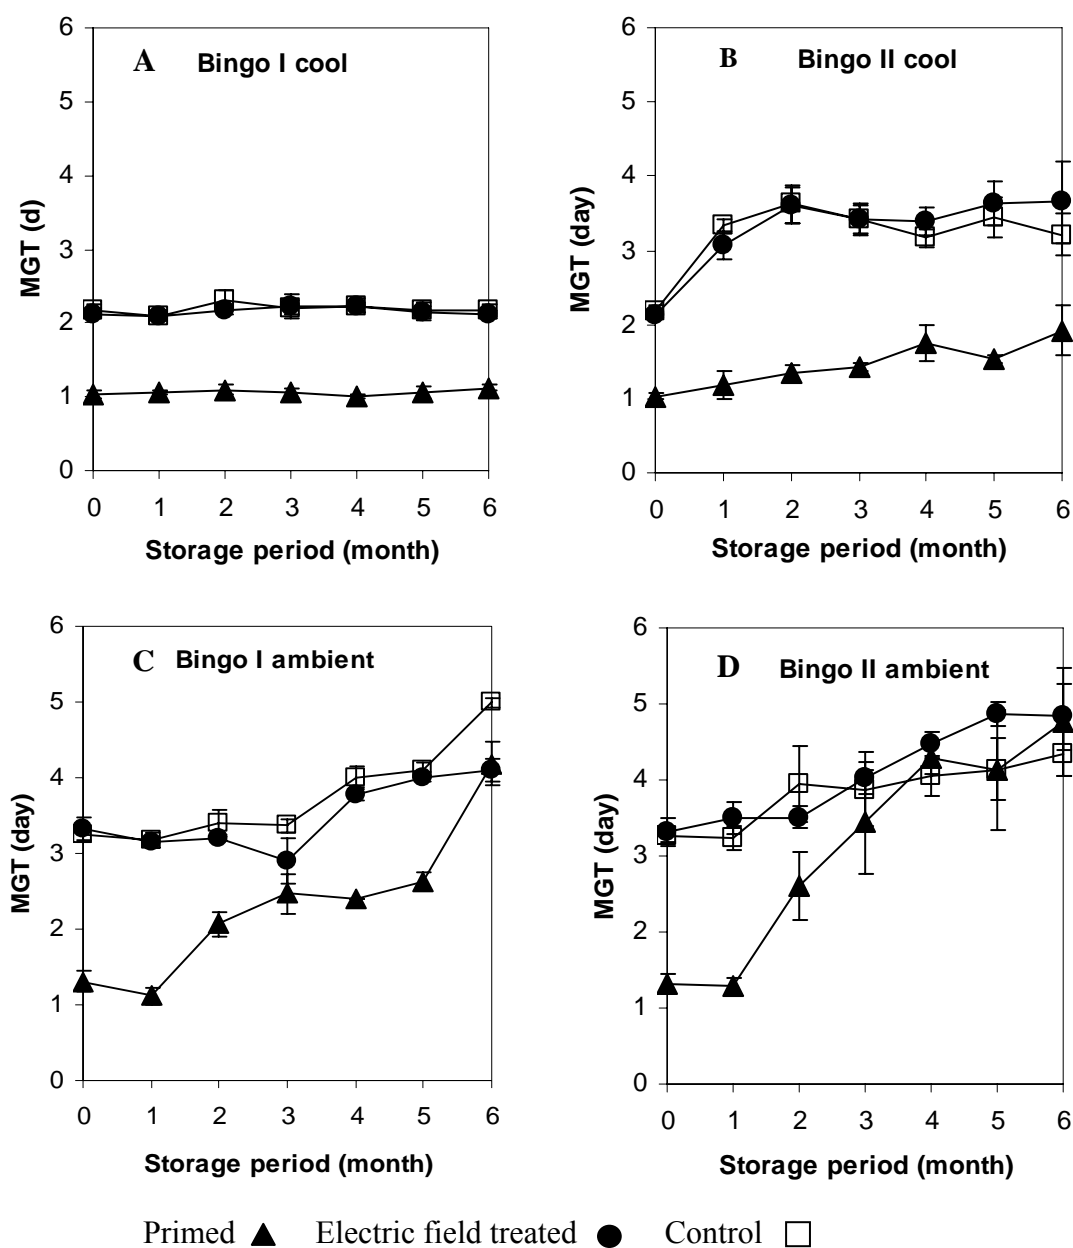 A Bingo I cool
6
5
4
3
2
1
0
MGT (d)
0 1 2 3 4 5 6
Storage period (month)
B Bingo II cool
6
5
4
3
2
1
0
MGT (day)
0 1 2 3 4 5 6
Storage period (month)
C Bingo I ambient
6
5
4
3
2
1
0
MGT (day)
0 1 2 3 4 5 6
Storage period (month)
D Bingo II ambient
6
5
4
3
2
1
0
MGT (day)
0 1 2 3 4 5 6
Storage period (month)
Primed Electric field treated Control